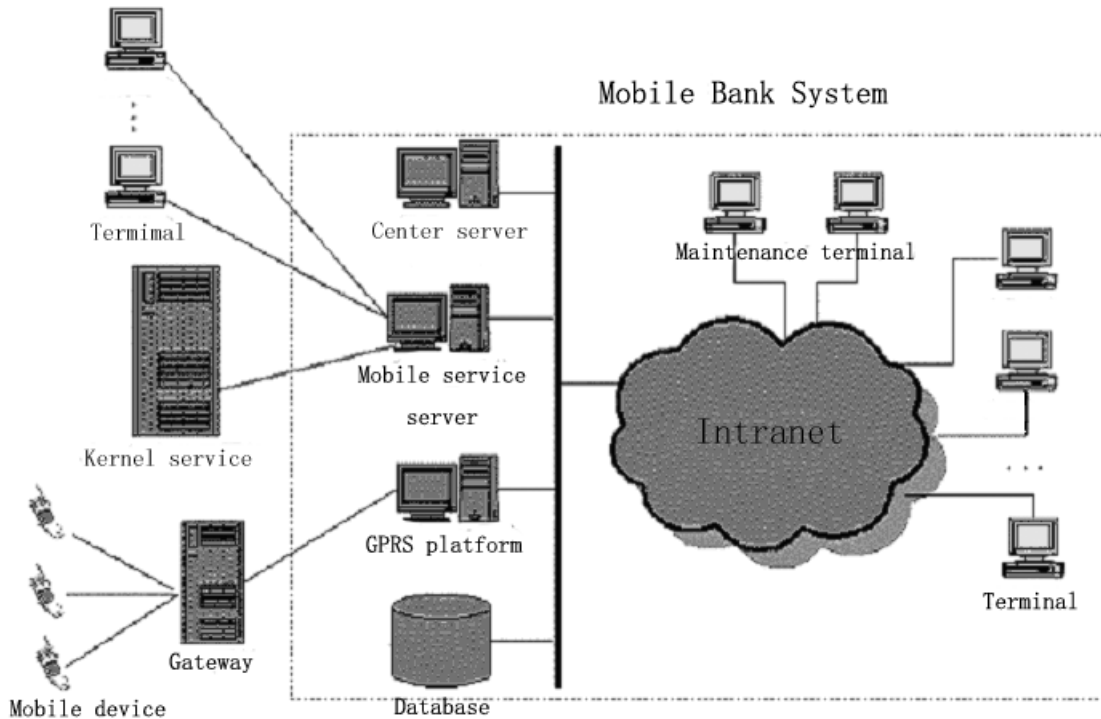 Mobile Bank System
Termimal
Center server
Maintenance terminal
Mobile service
server
Kernel service
Intranet
GPRS platform
Terminal
Gateway
Mobile device
Database